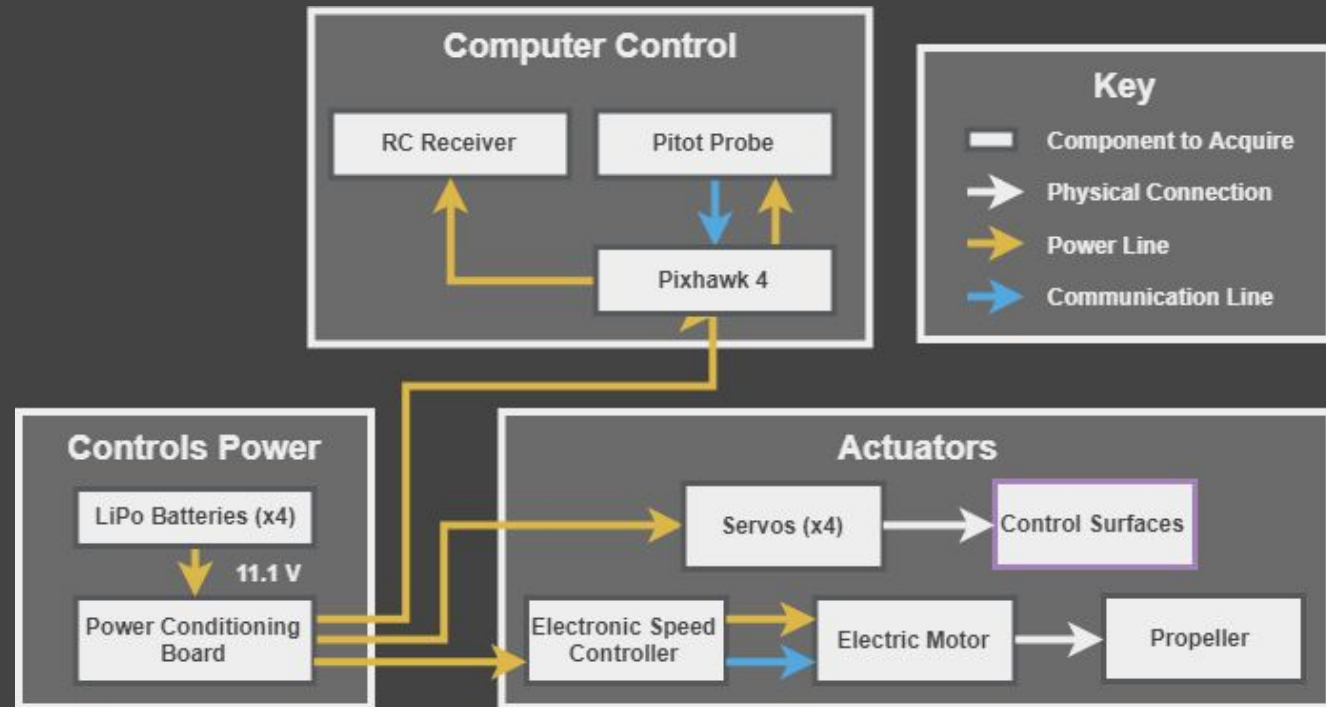 Computer Control
RC Receiver
Pitot Probe
Pixhawk 4
Key
Component to Acquire
Physical Connection
Power Line
Communication Line
Controls Power
LiPo Batteries (x4)
11.1 V
Power Conditioning
Board
Actuators
Servos (x4)
Control Surfaces
Electronic Speed
Controller
Electric Motor
Propeller